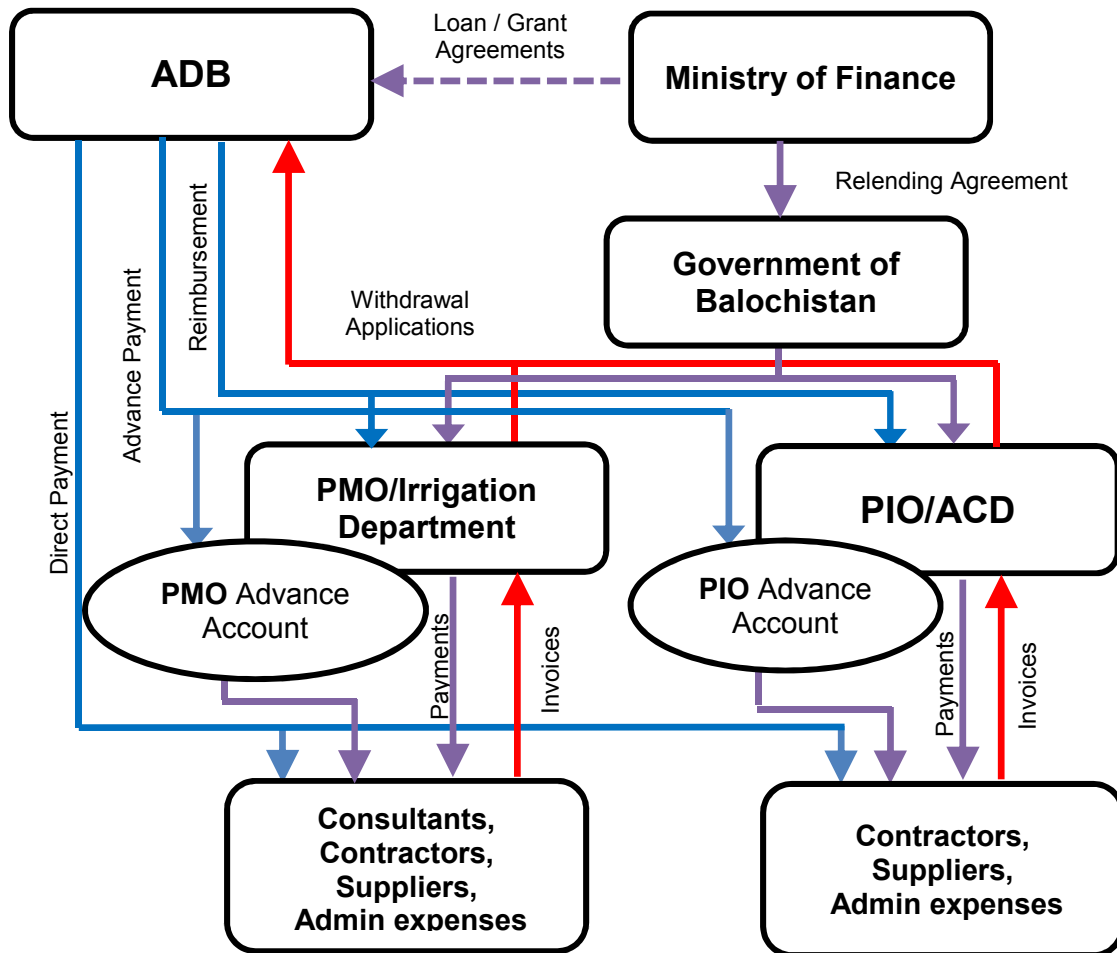 Loan / Grant
Agreements
ADB
Ministry of Finance
Relending Agreement
Government of
Balochistan
Reimbursement
Advance Payment
Direct Payment
Withdrawal
Applications
PMO/Irrigation
Department
PIO/ACD
PMO Advance
Account
PIO Advance
Account
Payments
Invoices
Payments
Invoices
Consultants,
Contractors,
Suppliers,
Admin expenses
Contractors,
Suppliers,
Admin expenses